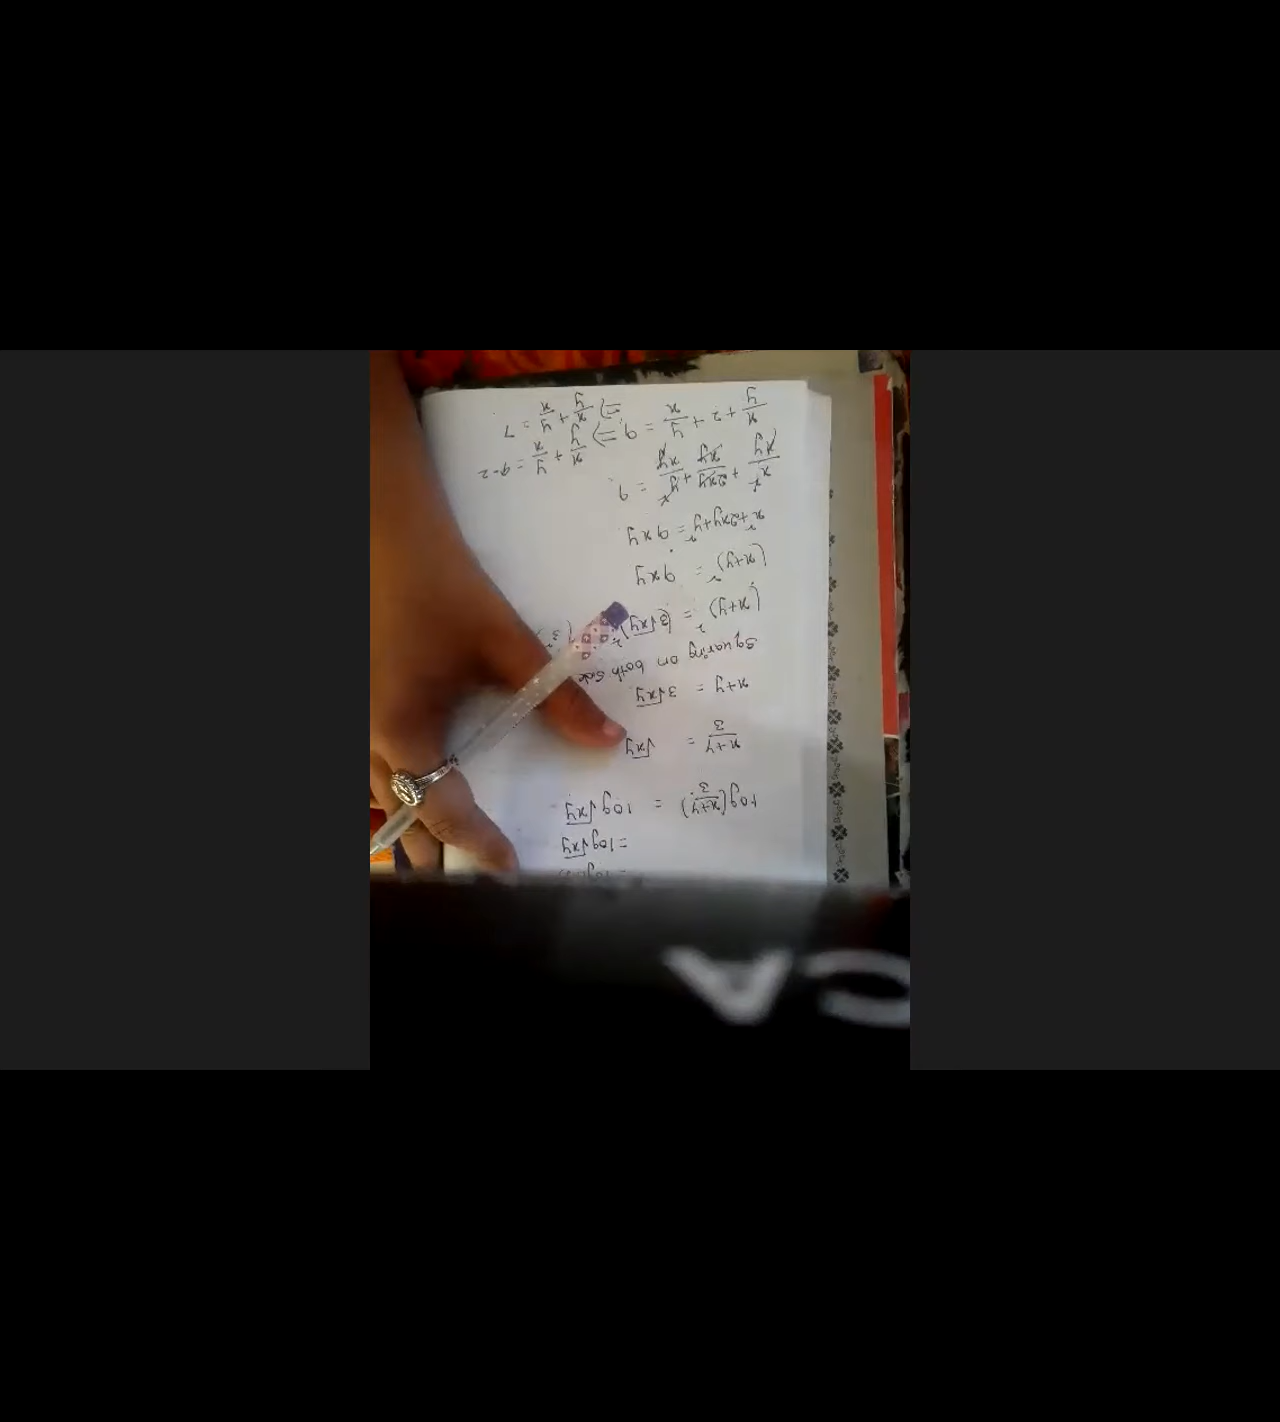 = log √xy
log(x+y/3) = log √xy
x+y/3 = √xy
x+y = 3√xy
Squaring on both side
(x+y)² = (3√xy)² (3²
(x+y)² = 9xy
x²+2xy+y² = 9xy
x²/xy + 2xy/xy + y²/xy = 9
x/y + 2 + y/x = 9 ⇒ x/y + y/x = 9-2
⇒ x/y + y/x = 7